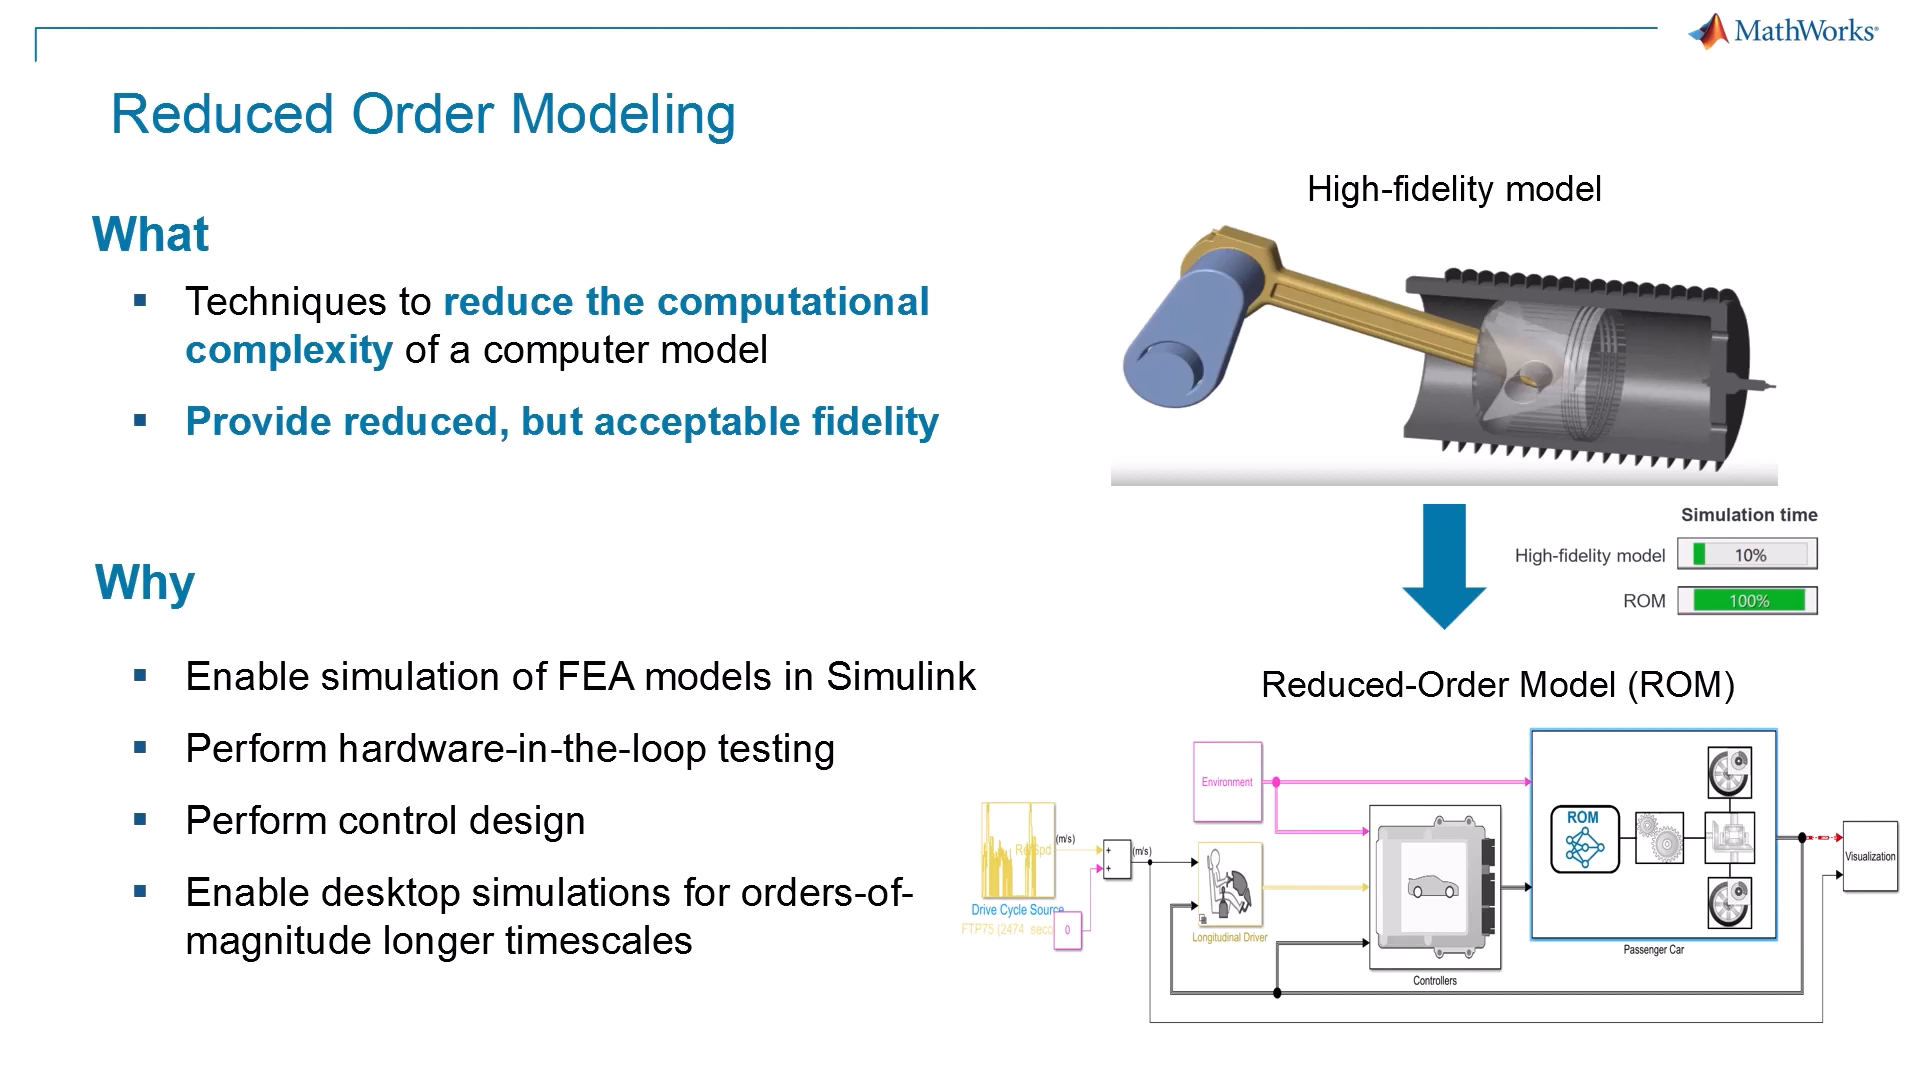 MathWorks®
Reduced Order Modeling
What
Techniques to reduce the computational
complexity of a computer model
Provide reduced, but acceptable fidelity
Why
Enable simulation of FEA models in Simulink
Perform hardware-in-the-loop testing
Perform control design
Enable desktop simulations for orders-of-
magnitude longer timescales
High-fidelity model
Simulation time
High-fidelity model 10%
ROM 100%
Reduced-Order Model (ROM)
Environment
ROM
(m/s)
RefSpd
+
+
(m/s)
Visualization
Drive Cycle Source
FTP75 (2474 seco
0
Longitudinal Driver
Passenger Car
Controllers